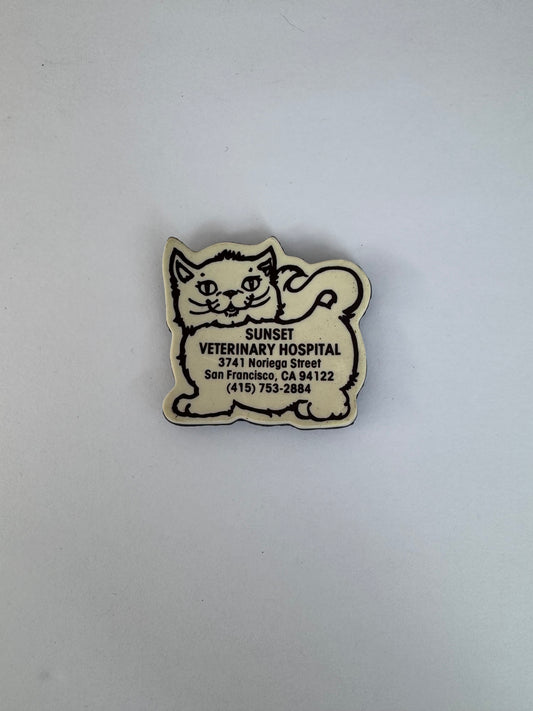 SUNSET
VETERINARY HOSPITAL
3741 Noriega Street
San Francisco, CA 94122
(415) 753-2884